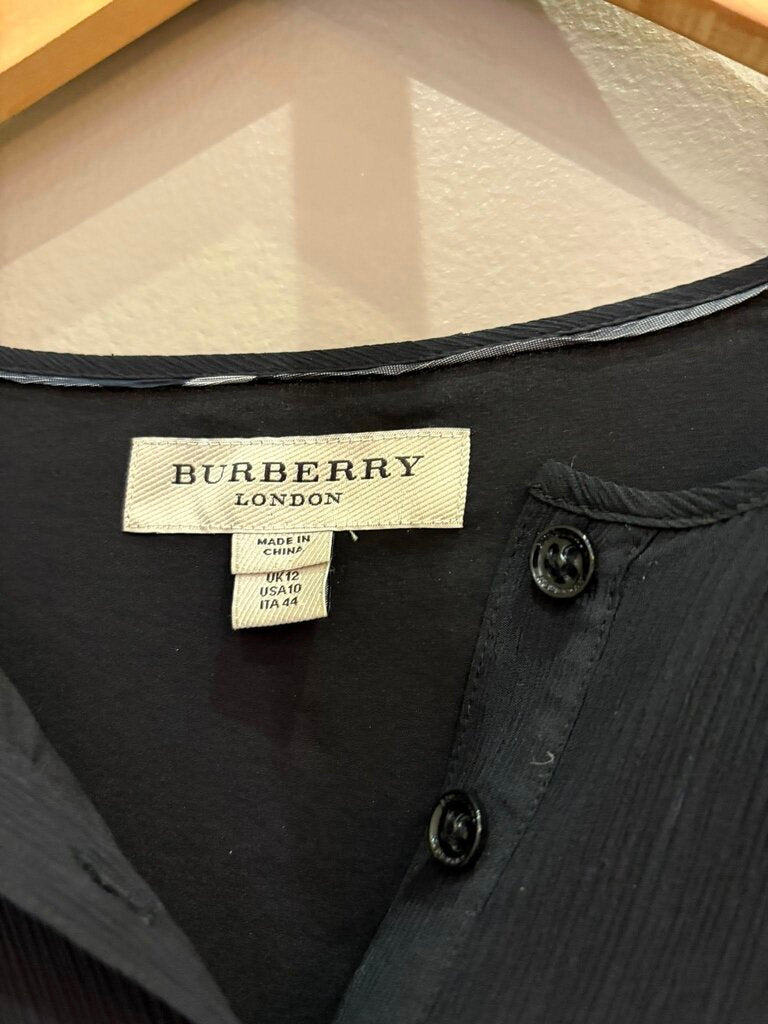 BURBERRY
LONDON
MADE IN
CHINA
UK12
USA10
ITA 44